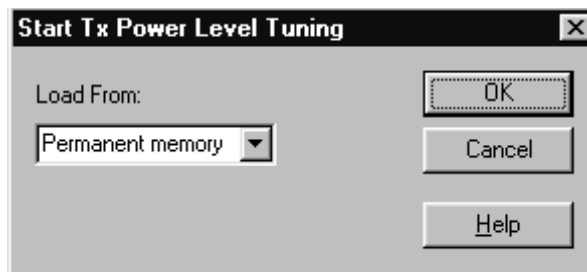 Start Tx Power Level Tuning
Load From:
Permanent memory
OK
Cancel
Help